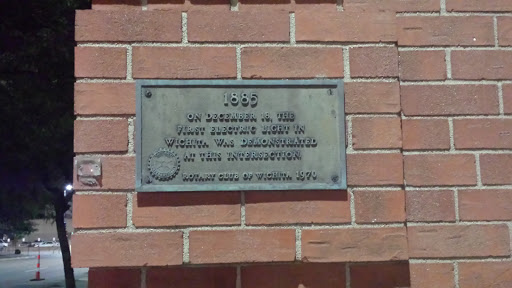 1885
ON DECEMBER 18, THE
FIRST ELECTRIC LIGHT IN
WICHITA, WAS DEMONSTRATED
AT THIS INTERSECTION.
ROTARY CLUB OF WICHITA 1970